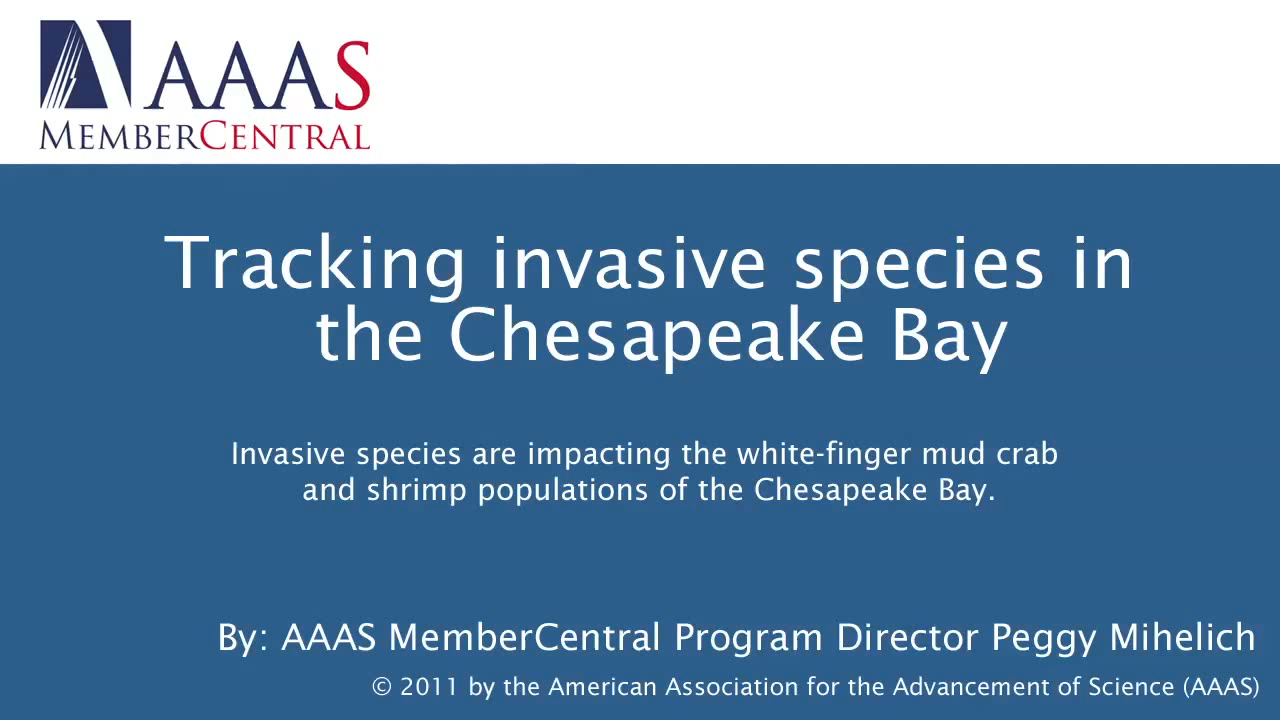 AAAS
MEMBERCENTRAL
Tracking invasive species in
the Chesapeake Bay
Invasive species are impacting the white-finger mud crab
and shrimp populations of the Chesapeake Bay.
By: AAAS MemberCentral Program Director Peggy Mihelich
© 2011 by the American Association for the Advancement of Science (AAAS)